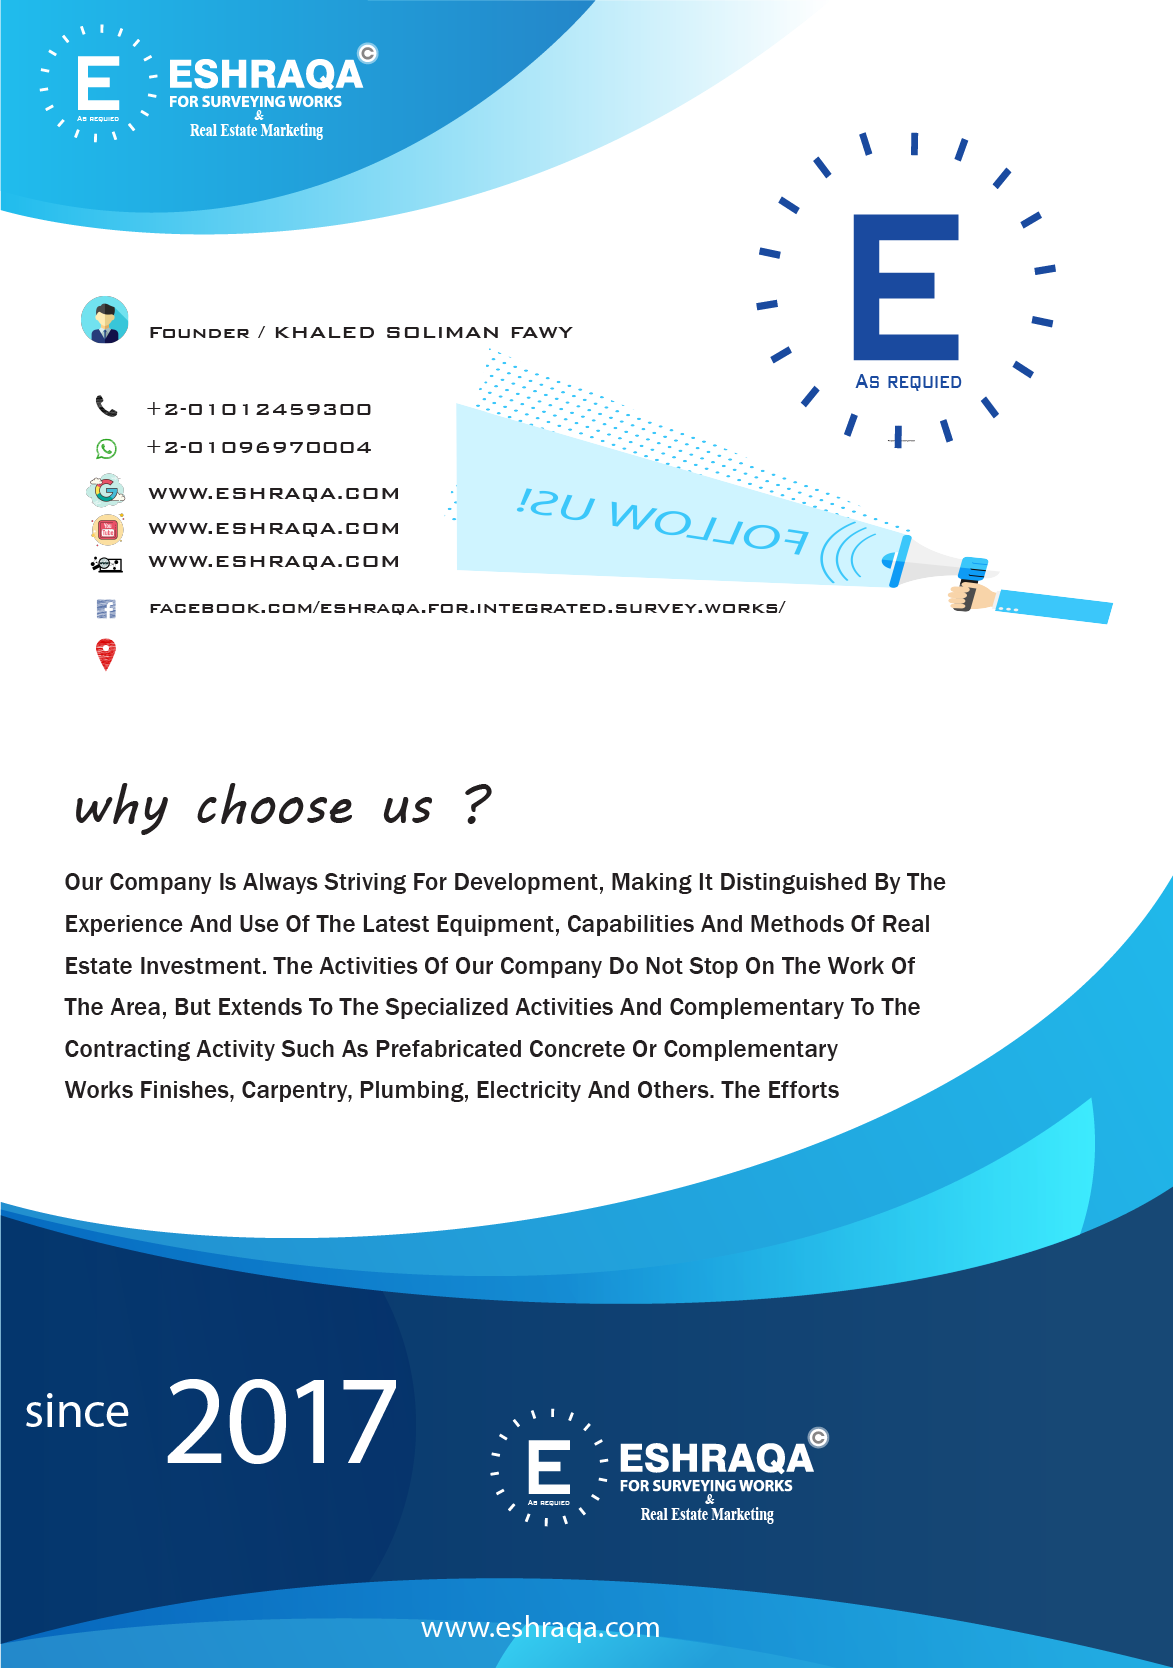 E
AS REQUIED
ESHRAQA
©
FOR SURVEYING WORKS
&
Real Estate Marketing
E
AS REQUIED
FOUNDER / KHALED SOLIMAN FAWY
+2-01012459300
+2-01096970004
WWW.ESHRAQA.COM
You
Tube
WWW.ESHRAQA.COM
WWW.ESHRAQA.COM
FACEBOOK.COM/ESHRAQA.FOR.INTEGRATED.SURVEY.WORKS/
FOLLOW US!
why choose us ?
Our Company Is Always Striving For Development, Making It Distinguished By The
Experience And Use Of The Latest Equipment, Capabilities And Methods Of Real
Estate Investment. The Activities Of Our Company Do Not Stop On The Work Of
The Area, But Extends To The Specialized Activities And Complementary To The
Contracting Activity Such As Prefabricated Concrete Or Complementary
Works Finishes, Carpentry, Plumbing, Electricity And Others. The Efforts
since 2017
E
AS REQUIED
ESHRAQA
©
FOR SURVEYING WORKS
&
Real Estate Marketing
www.eshraqa.com